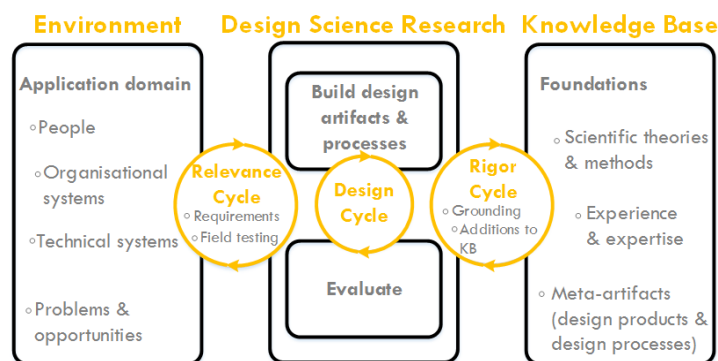 Environment
Application domain
◦People
◦Organisational
systems
◦Technical systems
◦Problems &
opportunities
Relevance
Cycle
◦Requirements
◦Field testing
Design Science Research
Build design
artifacts &
processes
Design
Cycle
Evaluate
Rigor
Cycle
◦Grounding
◦Additions to
KB
Knowledge Base
Foundations
◦Scientific theories
& methods
◦Experience
& expertise
◦Meta-artifacts
(design products &
design processes)